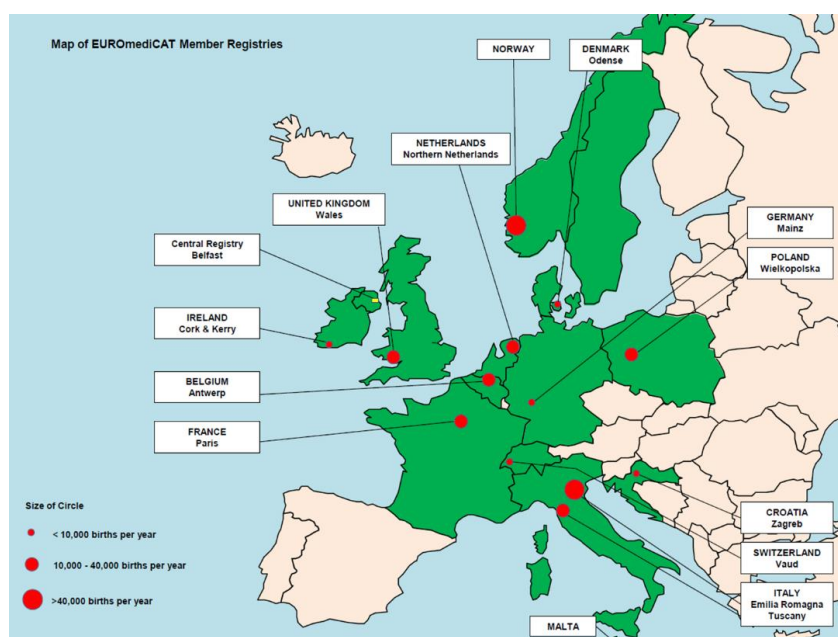 Map of EUROmediCAT Member Registries
NORWAY
DENMARK
Odense
NETHERLANDS
Northern Netherlands
UNITED KINGDOM
Wales
GERMANY
Mainz
Central Registry
Belfast
POLAND
Wielkopolska
IRELAND
Cork & Kerry
BELGIUM
Antwerp
FRANCE
Paris
Size of Circle
< 10,000 births per year
10,000 - 40,000 births per year
>40,000 births per year
CROATIA
Zagreb
SWITZERLAND
Vaud
ITALY
Emilia Romagna
Tuscany
MALTA